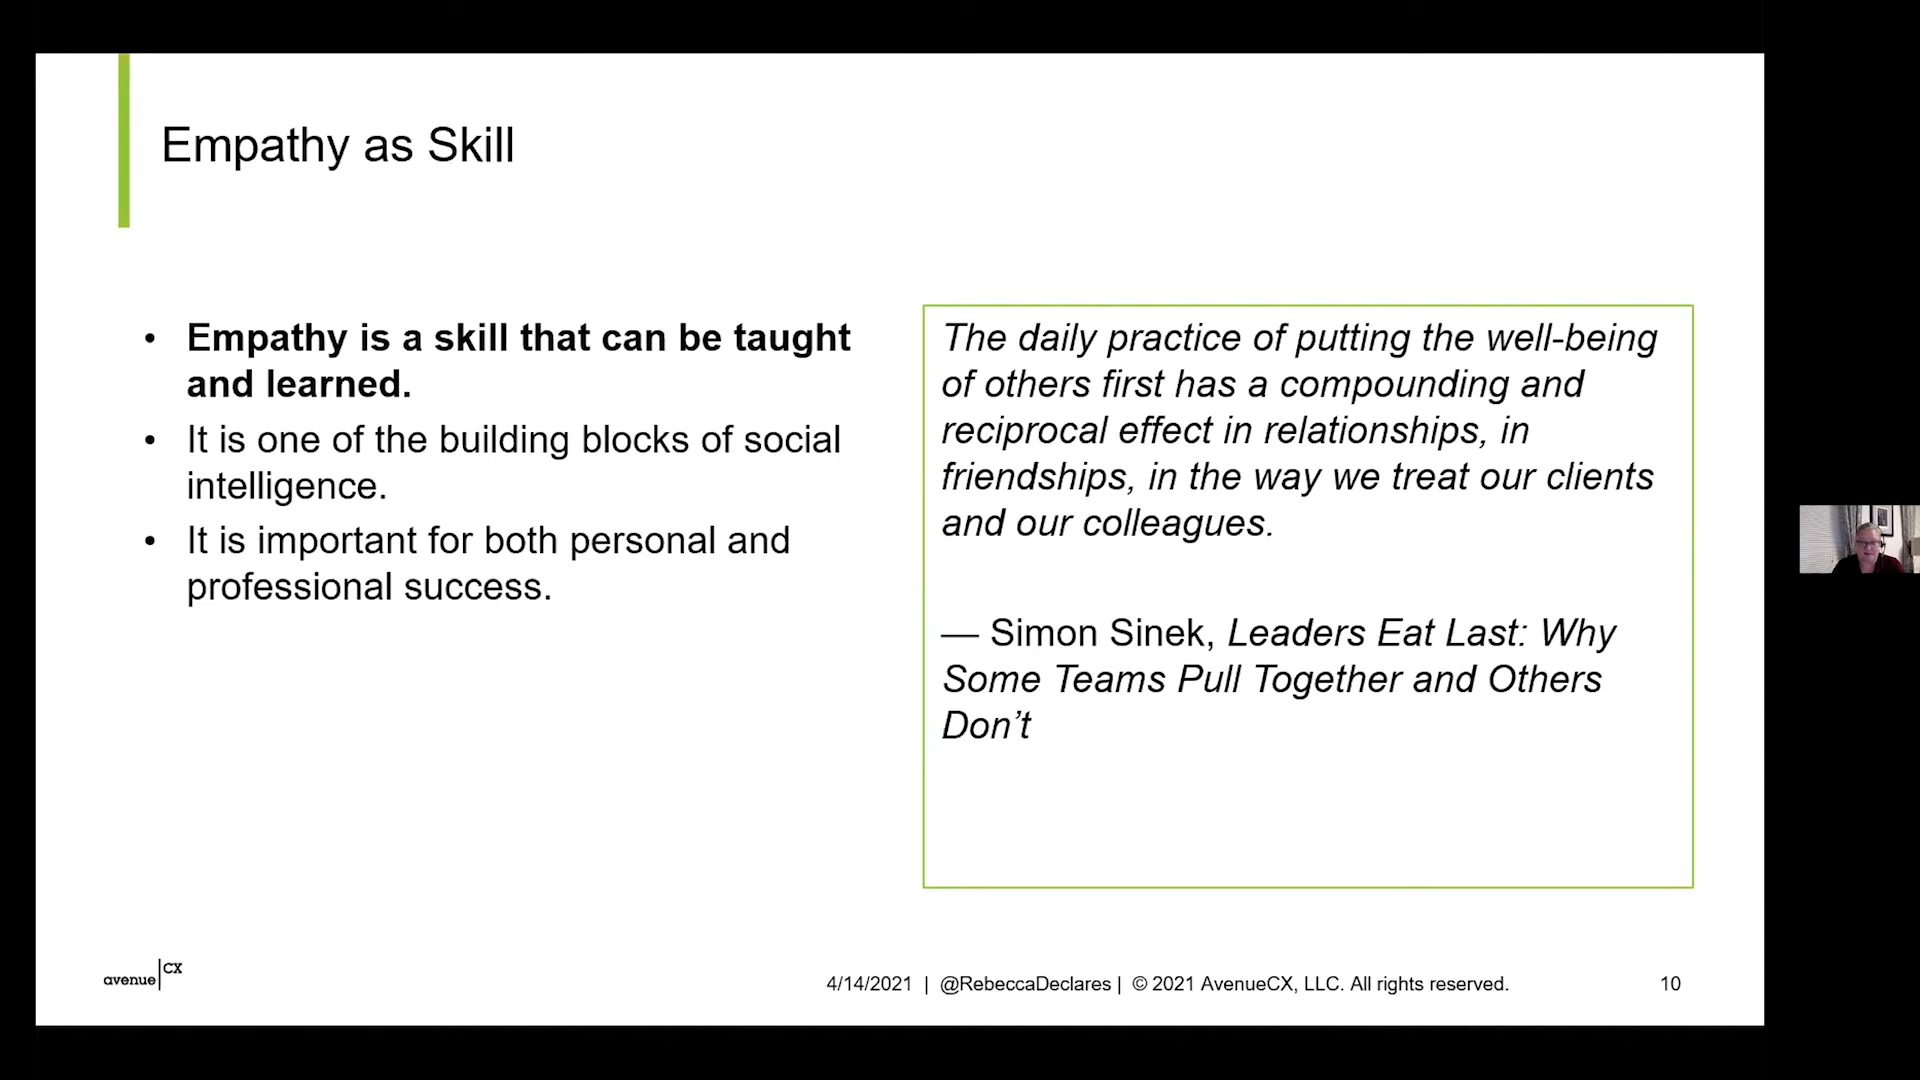 Empathy as Skill
• Empathy is a skill that can be taught
and learned.
• It is one of the building blocks of social
intelligence.
• It is important for both personal and
professional success.
The daily practice of putting the well-being
of others first has a compounding and
reciprocal effect in relationships, in
friendships, in the way we treat our clients
and our colleagues.
— Simon Sinek, Leaders Eat Last: Why
Some Teams Pull Together and Others
Don’t
avenue|CX
4/14/2021 | @RebeccaDeclares | © 2021 AvenueCX, LLC. All rights reserved.
10